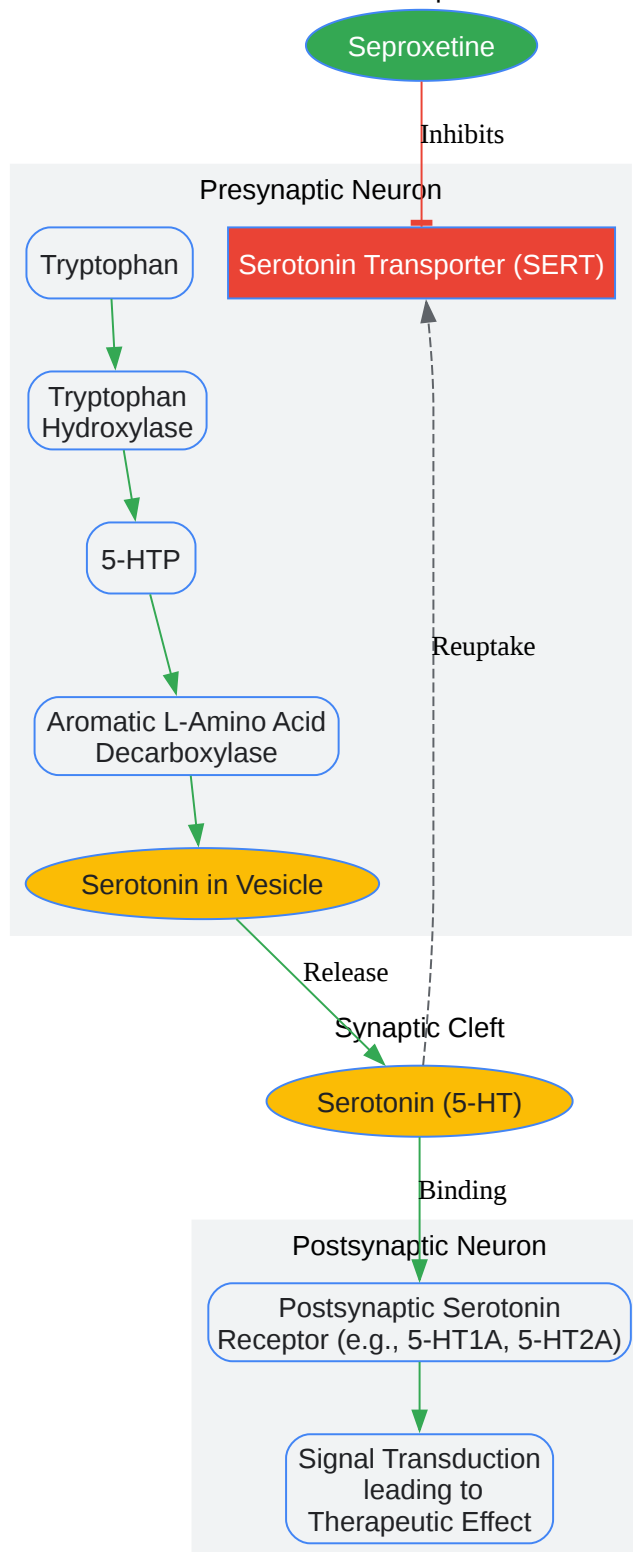 Seproxetine
Inhibits
Presynaptic Neuron
Tryptophan
Serotonin Transporter (SERT)
Tryptophan
Hydroxylase
5-HTP
Reuptake
Aromatic L-Amino Acid
Decarboxylase
Serotonin in Vesicle
Release
Synaptic Cleft
Serotonin (5-HT)
Binding
Postsynaptic Neuron
Postsynaptic Serotonin
Receptor (e.g., 5-HT1A, 5-HT2A)
Signal Transduction
leading to
Therapeutic Effect